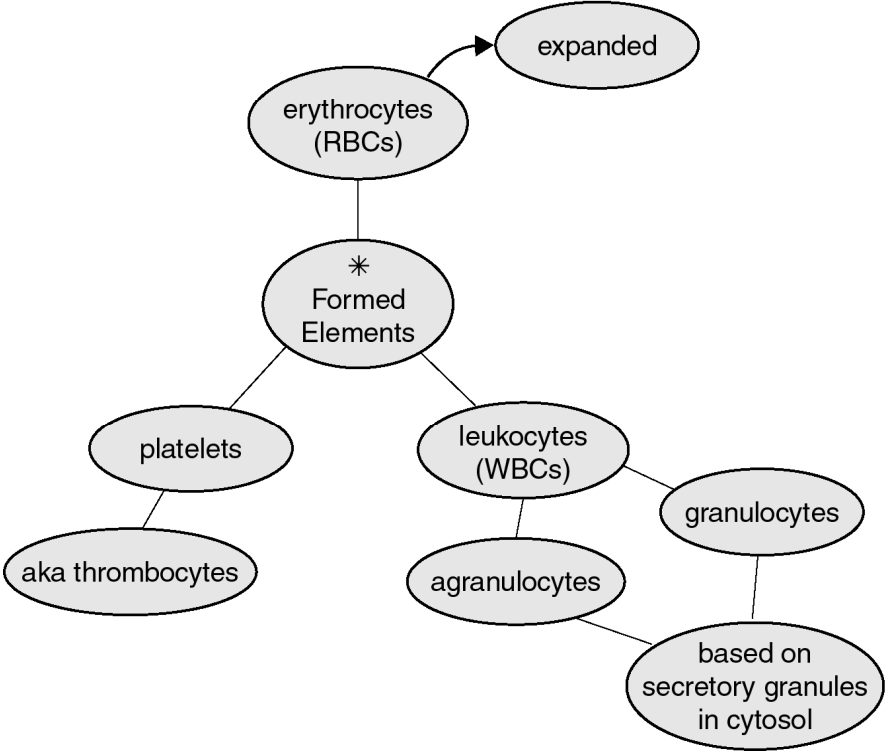 expanded
erythrocytes
(RBCs)
✳
Formed
Elements
platelets
leukocytes
(WBCs)
granulocytes
aka thrombocytes
agranulocytes
based on
secretory granules
in cytosol